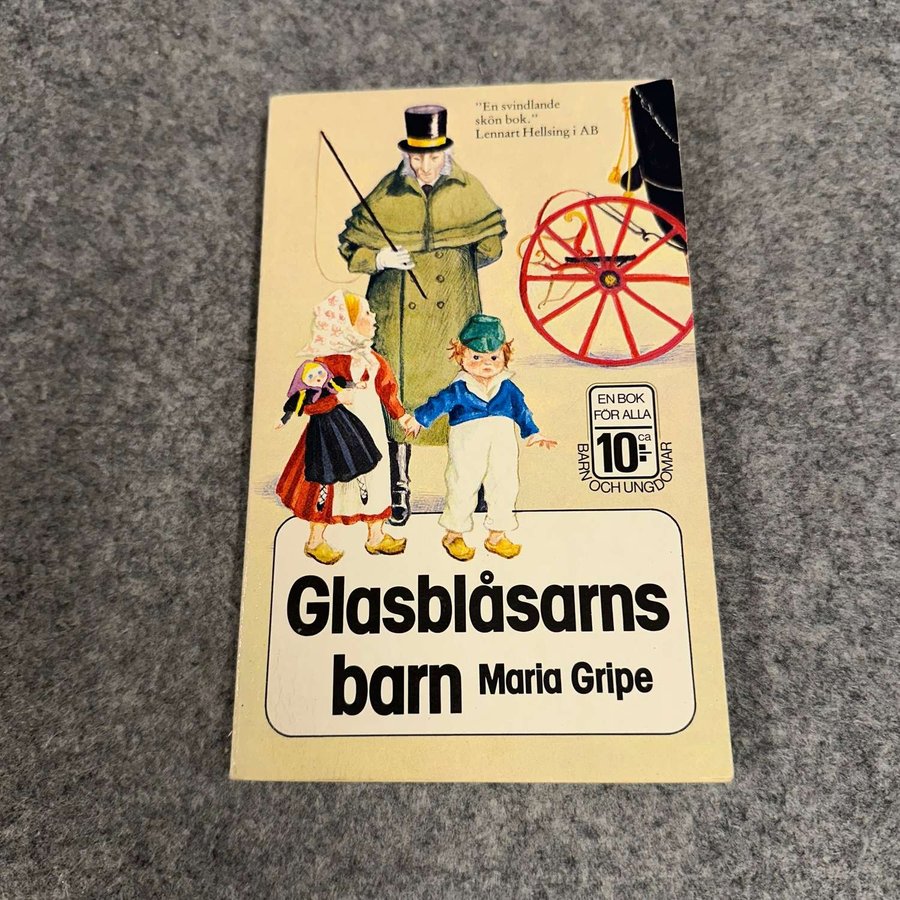 "En svindlande
skön bok."
Lennart Hellsing i AB
EN BOK
FÖR ALLA
ca
10:-
BARN OCH UNGDOMAR
Glasblåsarns
barn Maria Gripe